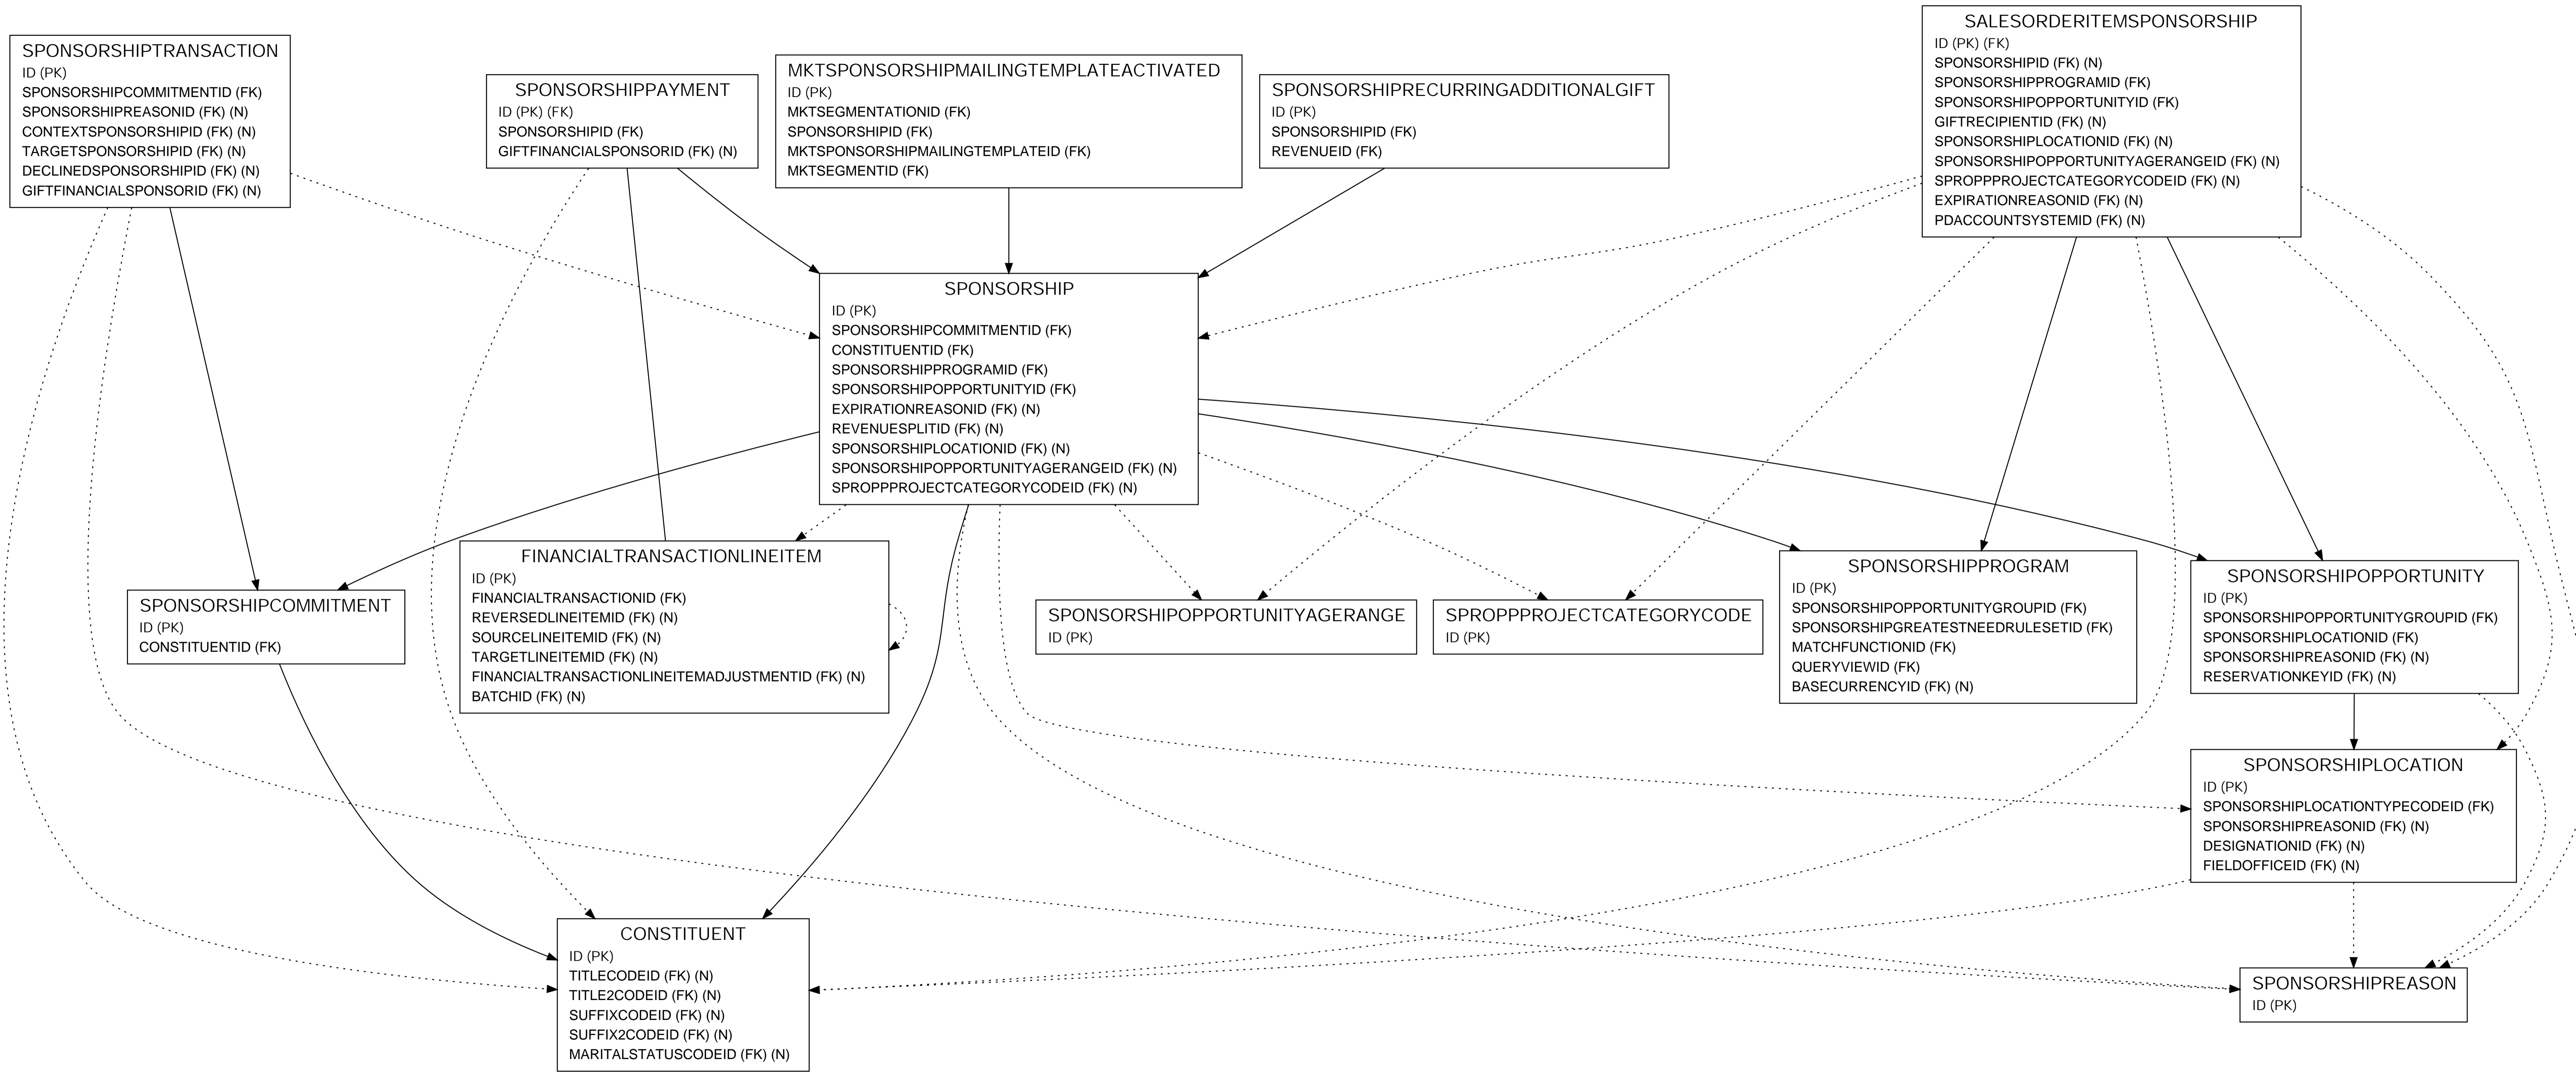 SPONSORSHIPTRANSACTION
ID (PK)
SPONSORSHIPCOMMITMENTID (FK)
SPONSORSHIPREASONID (FK) (N)
CONTEXTSPONSORSHIPID (FK) (N)
TARGETSPONSORSHIPID (FK) (N)
DECLINEDSPONSORSHIPID (FK) (N)
GIFTFINANCIALSPONSORID (FK) (N)
SPONSORSHIPPAYMENT
ID (PK) (FK)
SPONSORSHIPID (FK)
GIFTFINANCIALSPONSORID (FK) (N)
MKTSPONSORSHIPMAILINGTEMPLATEACTIVATED
ID (PK)
MKTSEGMENTATIONID (FK)
SPONSORSHIPID (FK)
MKTSPONSORSHIPMAILINGTEMPLATEID (FK)
MKTSEGMENTID (FK)
SPONSORSHIPRECURRINGADDITIONALGIFT
ID (PK)
SPONSORSHIPID (FK)
REVENUEID (FK)
SALESORDERITEMSPONSORSHIP
ID (PK) (FK)
SPONSORSHIPID (FK) (N)
SPONSORSHIPPROGRAMID (FK)
SPONSORSHIPOPPORTUNITYID (FK)
GIFTRECIPIENTID (FK) (N)
SPONSORSHIPLOCATIONID (FK) (N)
SPONSORSHIPOPPORTUNITYAGERANGEID (FK) (N)
SPROPPPROJECTCATEGORYCODEID (FK) (N)
EXPIRATIONREASONID (FK) (N)
PDACCOUNTSYSTEMID (FK) (N)
SPONSORSHIP
ID (PK)
SPONSORSHIPCOMMITMENTID (FK)
CONSTITUENTID (FK)
SPONSORSHIPPROGRAMID (FK)
SPONSORSHIPOPPORTUNITYID (FK)
EXPIRATIONREASONID (FK) (N)
REVENUESPLITID (FK) (N)
SPONSORSHIPLOCATIONID (FK) (N)
SPONSORSHIPOPPORTUNITYAGERANGEID (FK) (N)
SPROPPPROJECTCATEGORYCODEID (FK) (N)
SPONSORSHIPCOMMITMENT
ID (PK)
CONSTITUENTID (FK)
FINANCIALTRANSACTIONLINEITEM
ID (PK)
FINANCIALTRANSACTIONID (FK)
REVERSEDLINEITEMID (FK) (N)
SOURCELINEITEMID (FK) (N)
TARGETLINEITEMID (FK) (N)
FINANCIALTRANSACTIONLINEITEMADJUSTMENTID (FK) (N)
BATCHID (FK) (N)
SPONSORSHIPOPPORTUNITYAGERANGE
ID (PK)
SPROPPPROJECTCATEGORYCODE
ID (PK)
SPONSORSHIPPROGRAM
ID (PK)
SPONSORSHIPOPPORTUNITYGROUPID (FK)
SPONSORSHIPGREATESTNEEDRULESETID (FK)
MATCHFUNCTIONID (FK)
QUERYVIEWID (FK)
BASECURRENCYID (FK) (N)
SPONSORSHIPOPPORTUNITY
ID (PK)
SPONSORSHIPOPPORTUNITYGROUPID (FK)
SPONSORSHIPLOCATIONID (FK)
SPONSORSHIPREASONID (FK) (N)
RESERVATIONKEYID (FK) (N)
SPONSORSHIPLOCATION
ID (PK)
SPONSORSHIPLOCATIONTYPECODEID (FK)
SPONSORSHIPREASONID (FK) (N)
DESIGNATIONID (FK) (N)
FIELDOFFICEID (FK) (N)
CONSTITUENT
ID (PK)
TITLECODEID (FK) (N)
TITLE2CODEID (FK) (N)
SUFFIXCODEID (FK) (N)
SUFFIX2CODEID (FK) (N)
MARITALSTATUSCODEID (FK) (N)
SPONSORSHIPREASON
ID (PK)